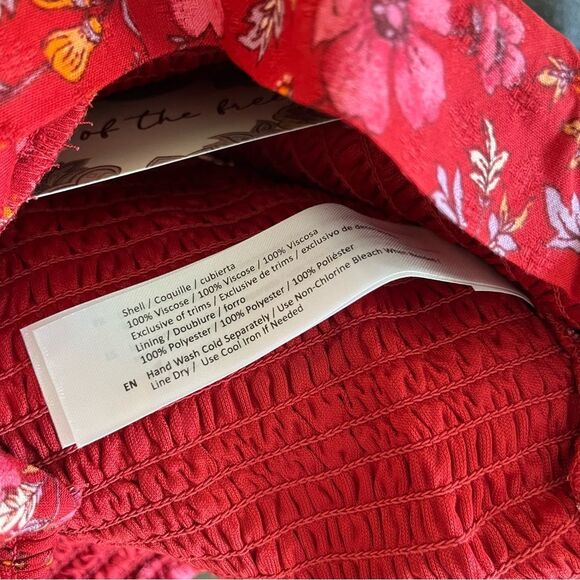 of the free
Shell / Coquille / cubierta
100% Viscose / 100% Viscose / 100% Viscosa
Exclusive of trims / Exclusive de trims / exclusivo de
Lining / Doublure / forro
100% Polyester / 100% Polyester / 100% Poliéster
EN Hand Wash Cold Separately / Use Non-Chlorine Bleach When Needed /
Line Dry / Use Cool Iron If Needed